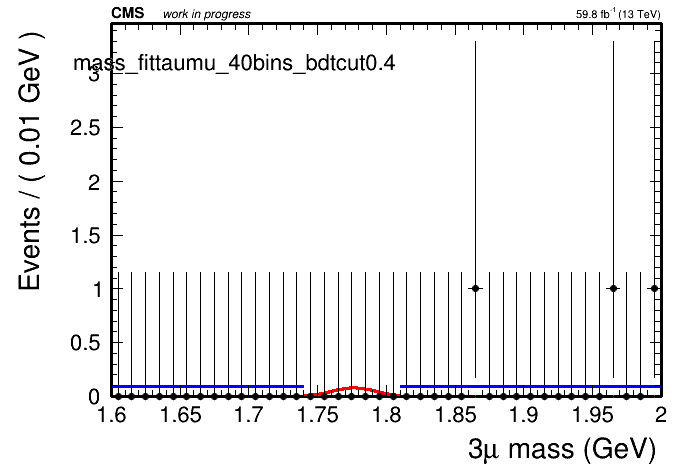 CMS work in progress 59.8 fb⁻¹ (13 TeV)
mass_fittaumu_40bins_bdtcut0.4
Events / ( 0.01 GeV )
3
2.5
2
1.5
1
0.5
0
1.6 1.65 1.7 1.75 1.8 1.85 1.9 1.95 2
3μ mass (GeV)